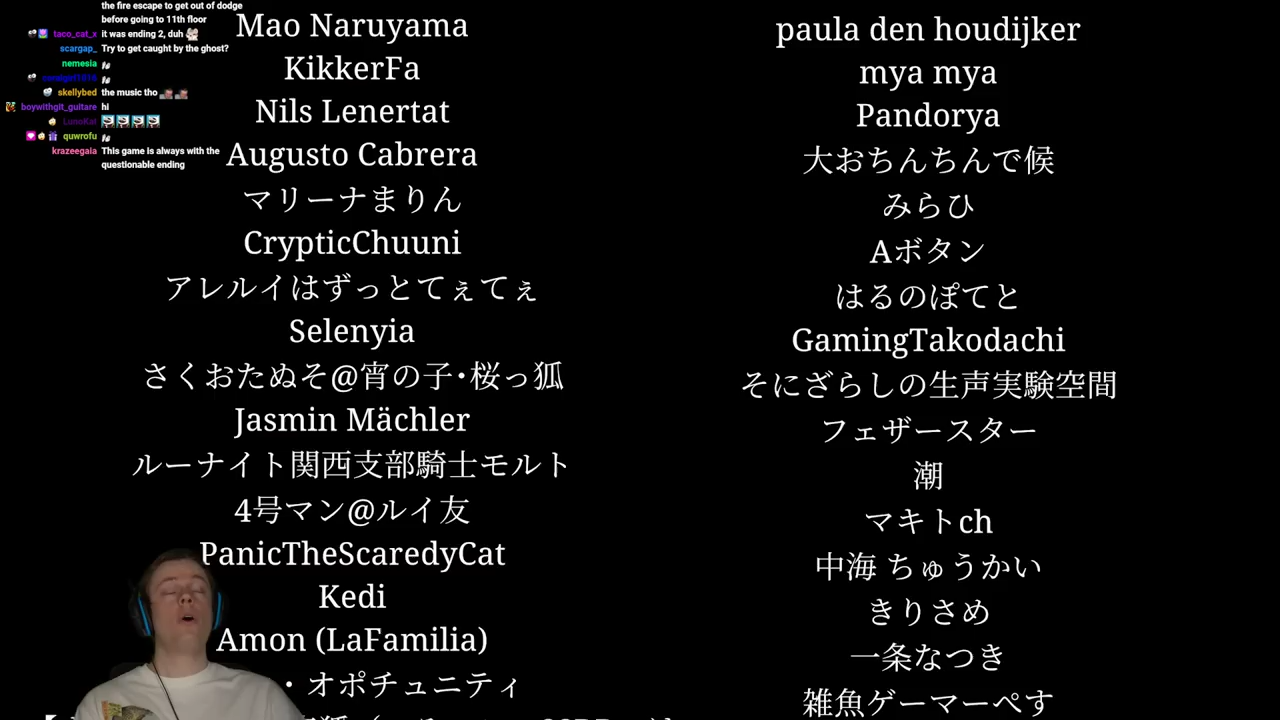 the fire escape to get out of dodge
before going to 11th floor
taco_cat_x it was ending 2, duh
scargap_ Try to get caught by the ghost?
nemesia
skellybed the music tho
boywithgit_guitare hi
LunoKat
quwrofu
krazeegaia This game is always with the
questionable ending
Mao Naruyama
KikkerFa
Nils Lenertat
Augusto Cabrera
マリーナまりん
CrypticChuuni
アレルイはずっとてぇてぇ
Selenyia
さくおたぬそ@宵の子・桜っ狐
Jasmin Mächler
ルーナイト関西支部騎士モルト
4号マン@ルイ友
PanicTheScaredyCat
Kedi
Amon (LaFamilia)
・オポチュニティ
paula den houdijker
mya mya
Pandorya
大おちんちんで候
みらひ
Aボタン
はるのぽてと
GamingTakodachi
そにざらしの生声実験空間
フェザースター
潮
マキトch
中海 ちゅうかい
きりさめ
一条なつき
雑魚ゲーマーぺす